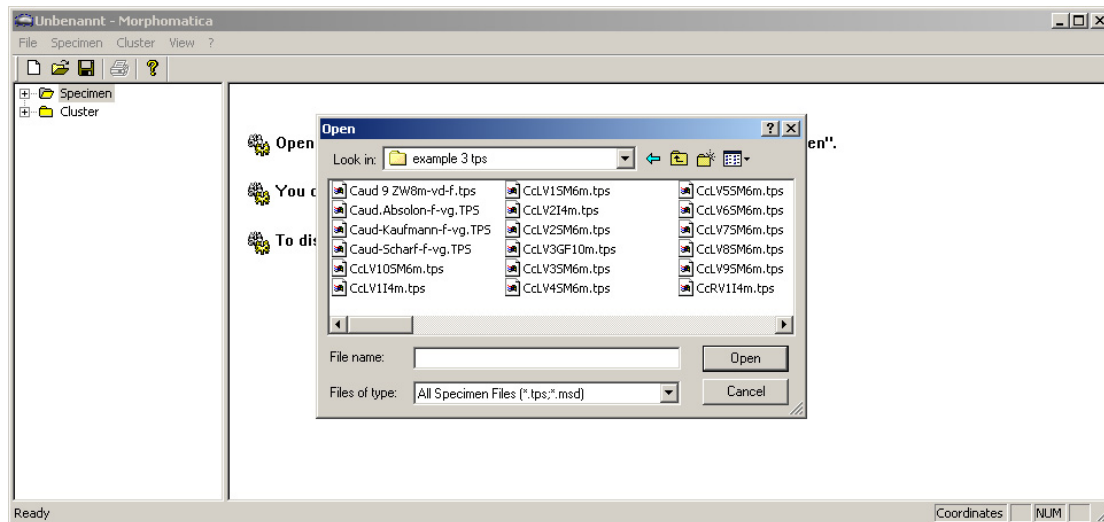 Unbenannt - Morphomatica
File Specimen Cluster View ?
Specimen
Cluster
Open
en".
You
To dis
Open
Look in: example 3 tps
Caud 9 ZW8m-vd-f.tps CcLV1SM6m.tps CcLV5SM6m.tps
Caud.Absolon-f-vg.TPS CcLV2I4m.tps CcLV6SM6m.tps
Caud-Kaufmann-f-vg.TPS CcLV2SM6m.tps CcLV7SM6m.tps
Caud-Scharf-f-vg.TPS CcLV3GF10m.tps CcLV8SM6m.tps
CcLV10SM6m.tps CcLV3SM6m.tps CcLV9SM6m.tps
CcLV1I4m.tps CcLV4SM6m.tps CcRV1I4m.tps
File name: Open
Files of type: All Specimen Files (*.tps;*.msd) Cancel
Ready Coordinates NUM